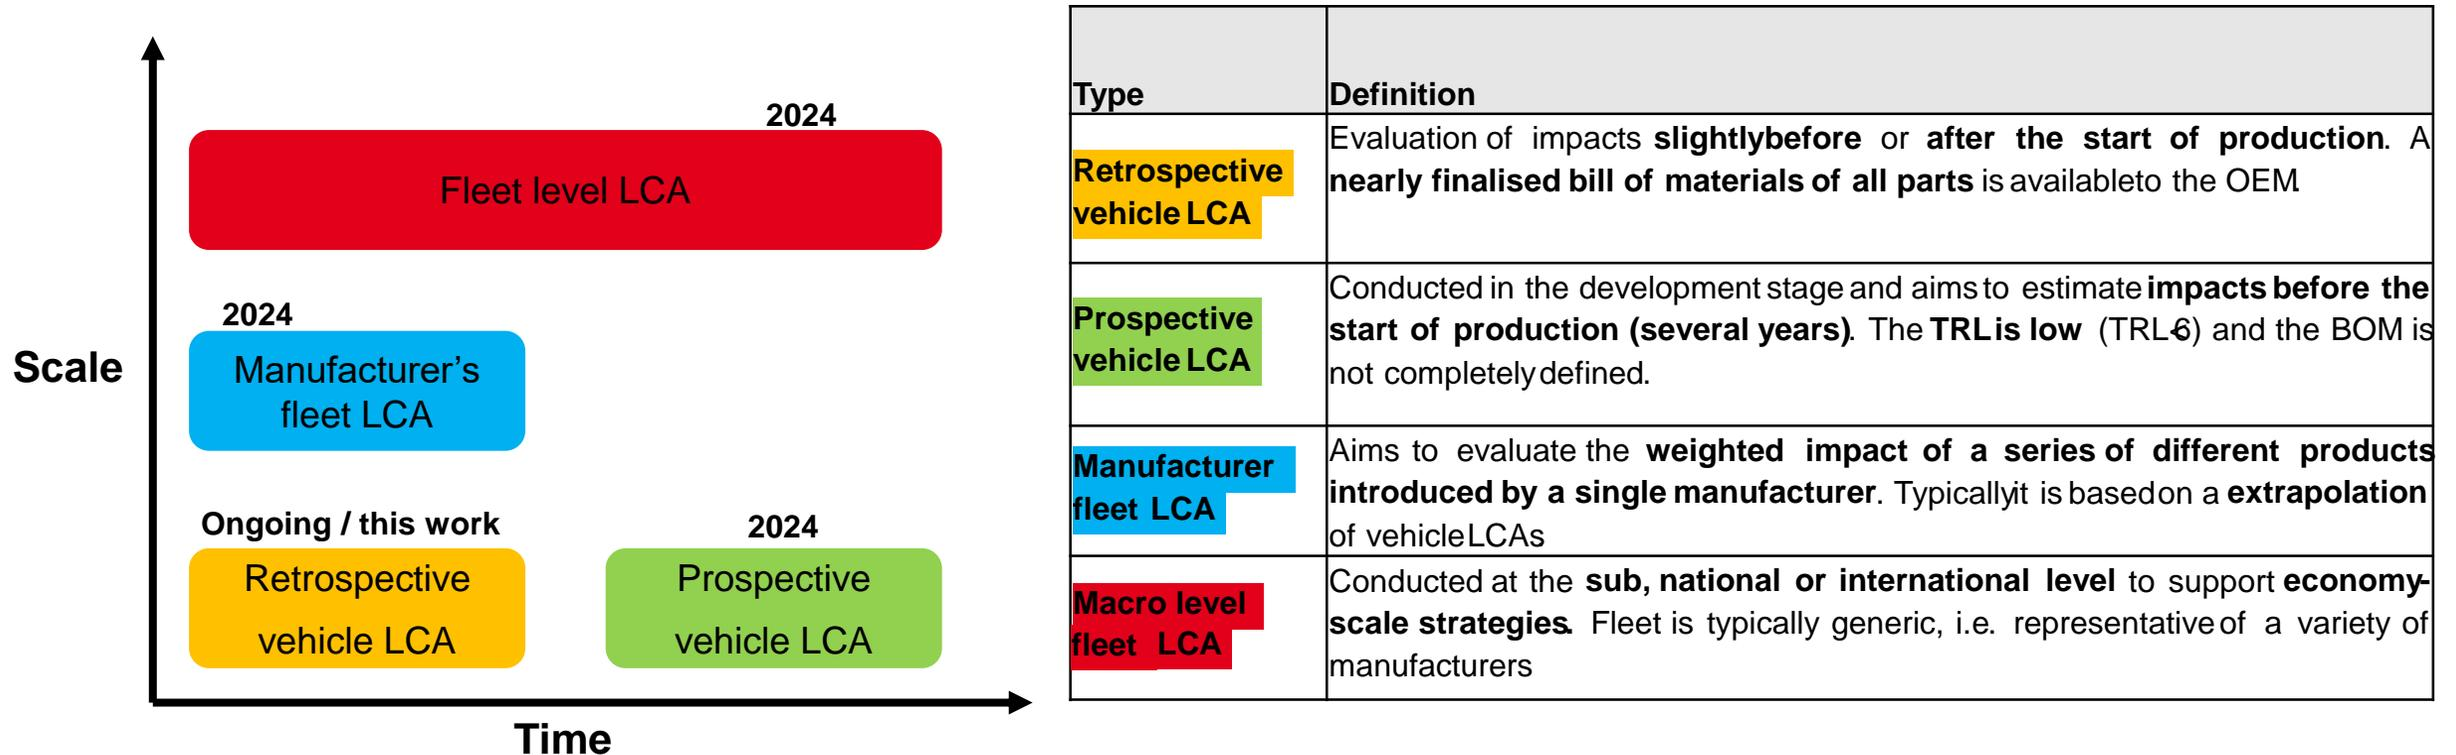 2024
Fleet level LCA
2024
Manufacturer's
fleet LCA
Scale
Ongoing / this work
Retrospective
vehicle LCA
2024
Prospective
vehicle LCA
Time
Type
Definition
Retrospective
vehicle LCA
Evaluation of impacts slightlybefore or after the start of production. A
nearly finalised bill of materials of all parts is availableto the OEM.
Prospective
vehicle LCA
Conducted in the development stage and aims to estimate impacts before the
start of production (several years). The TRL is low (TRL<6) and the BOM is
not completely defined.
Manufacturer
fleet LCA
Aims to evaluate the weighted impact of a series of different products
introduced by a single manufacturer. Typicallyit is basedon a extrapolation
of vehicleLCAs
Macro level
fleet LCA
Conducted at the sub, national or international level to support economy-
scale strategies. Fleet is typically generic, i.e. representative of a variety of
manufacturers